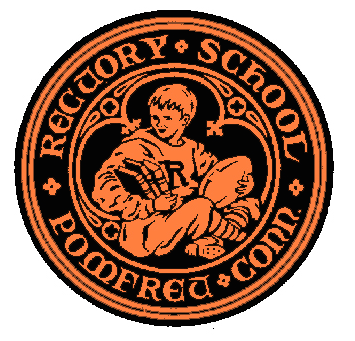 RECTORY SCHOOL
POMFRET CONN.
R